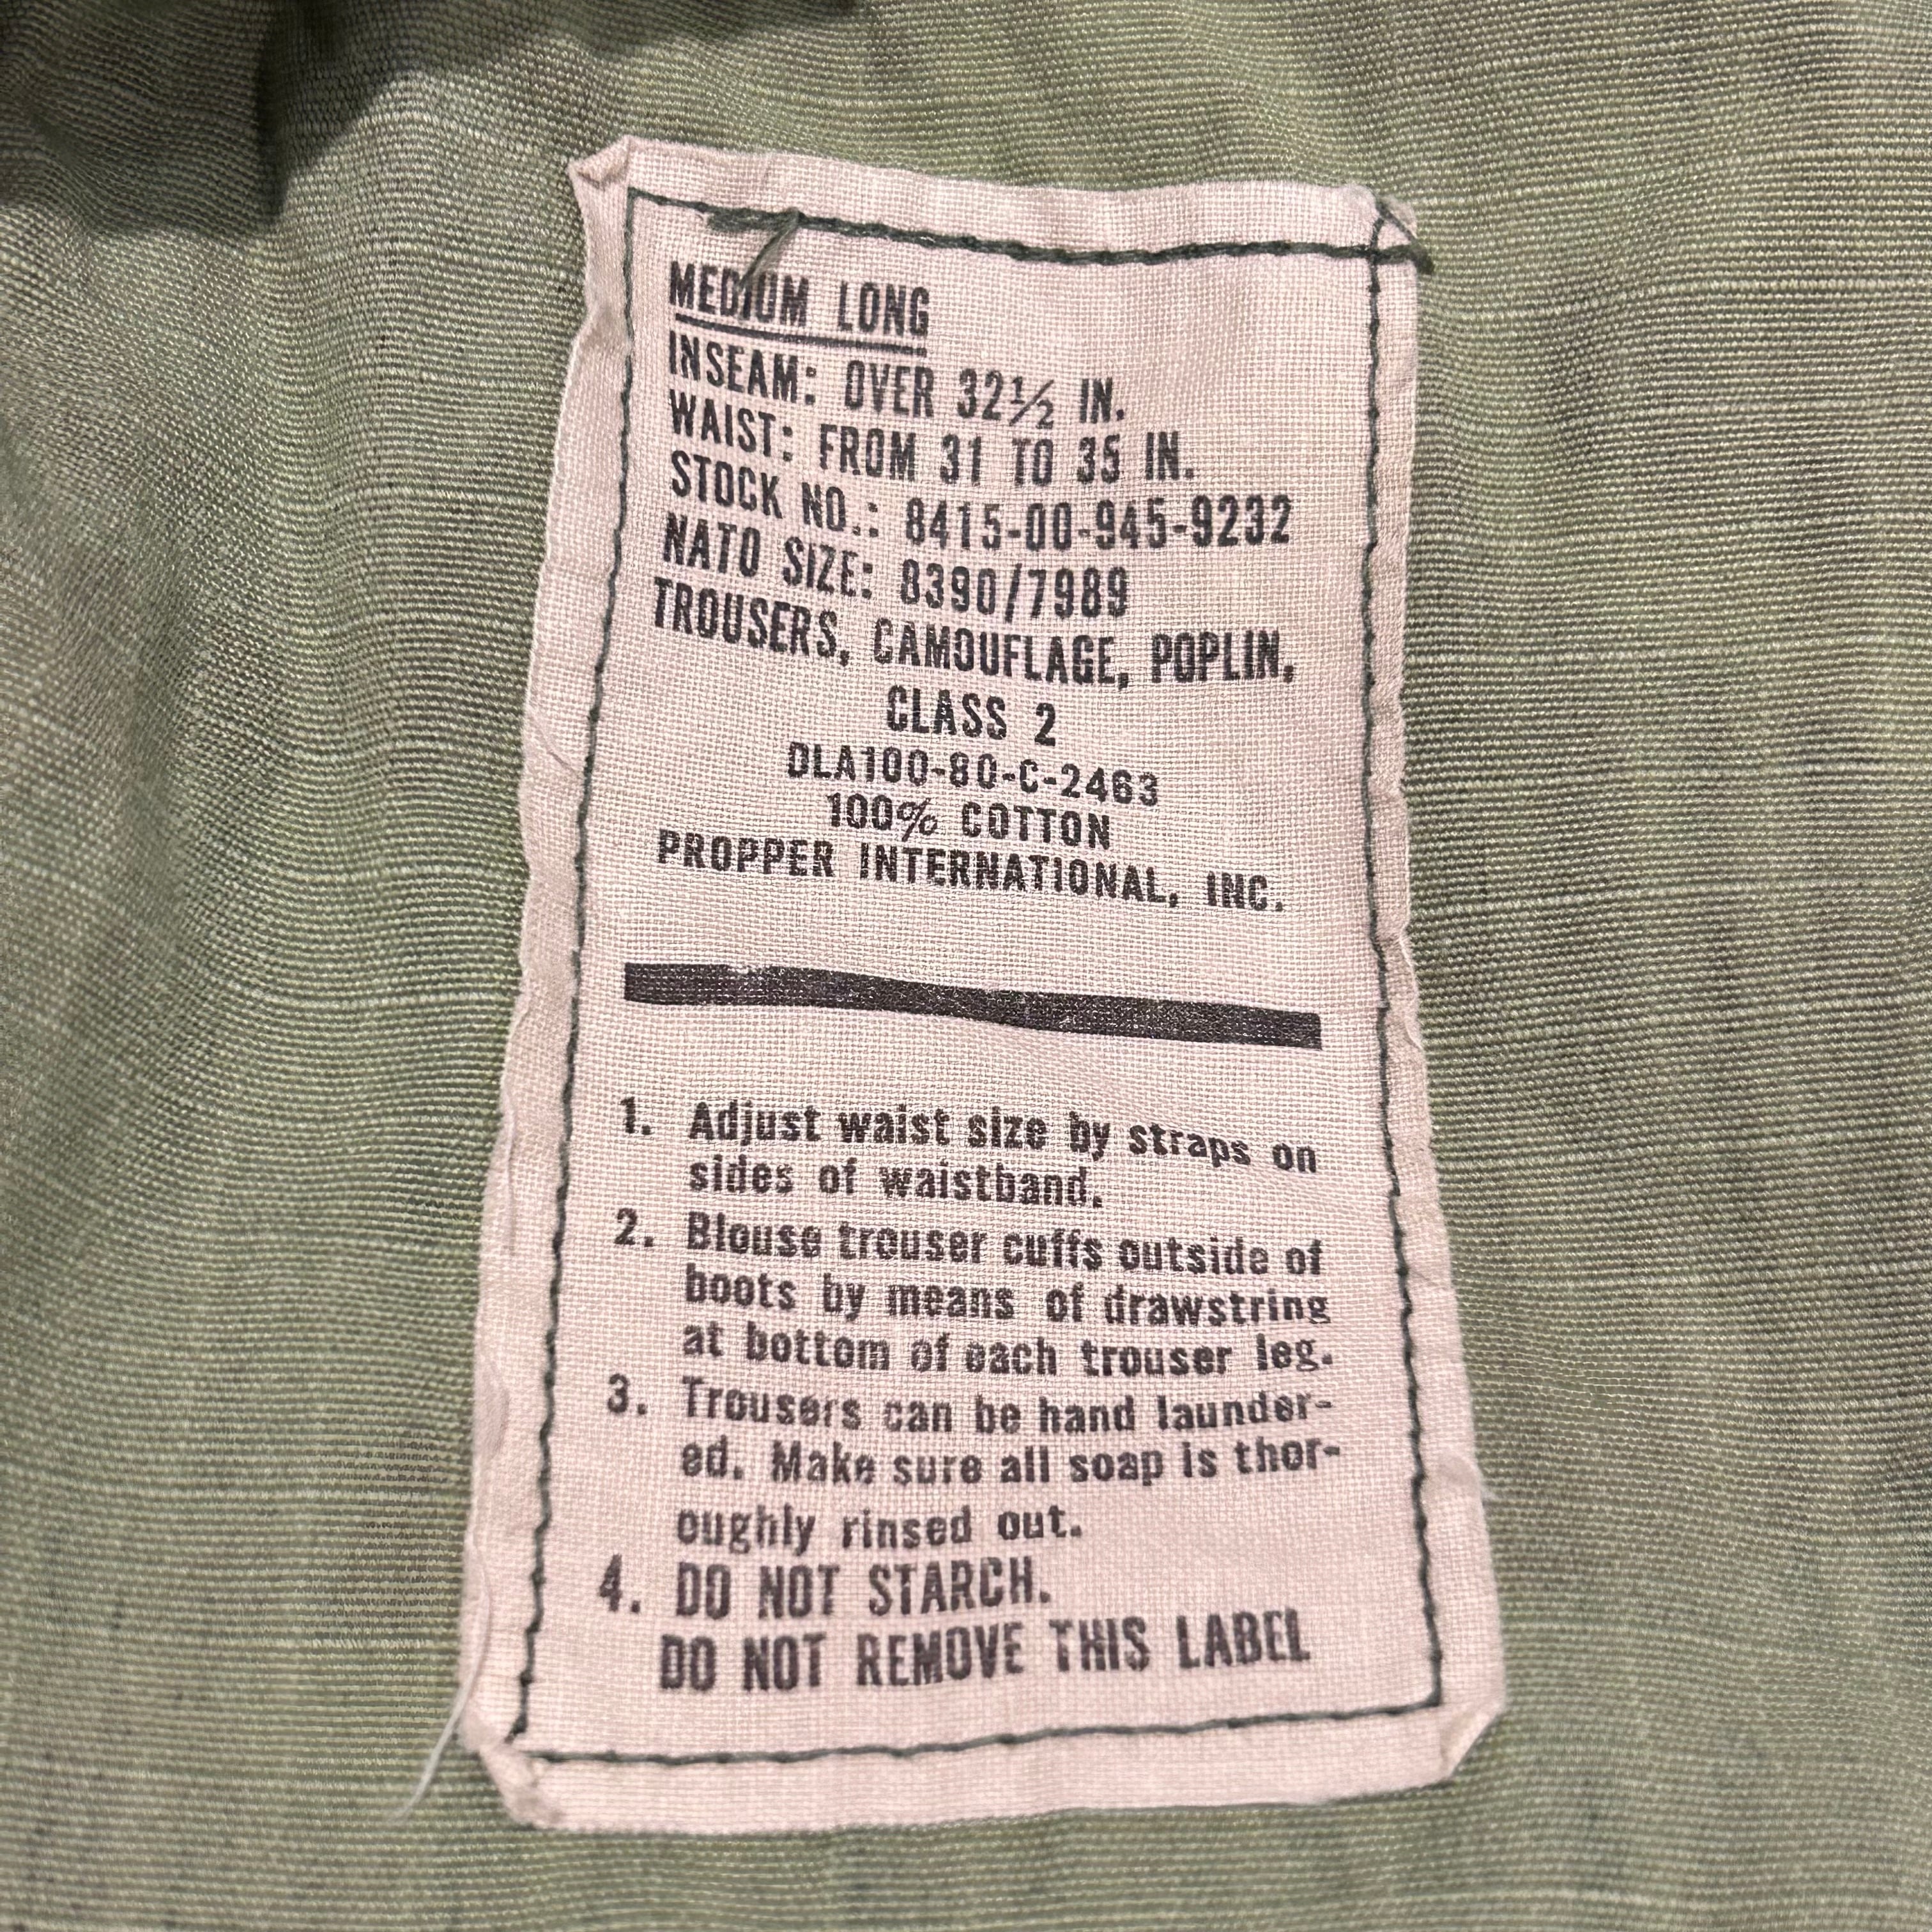 MEDIUM LONG
INSEAM: OVER 32½ IN.
WAIST: FROM 31 TO 35 IN.
STOCK NO.: 8415-00-945-9232
NATO SIZE: 8390/7989
TROUSERS, CAMOUFLAGE, POPLIN,
CLASS 2
DLA100-80-C-2463
100% COTTON
PROPPER INTERNATIONAL, INC.
1. Adjust waist size by straps on
sides of waistband.
2. Blouse trouser cuffs outside of
boots by means of drawstring
at bottom of each trouser leg.
3. Trousers can be hand launder-
ed. Make sure all soap is thor-
oughly rinsed out.
4. DO NOT STARCH.
DO NOT REMOVE THIS LABEL